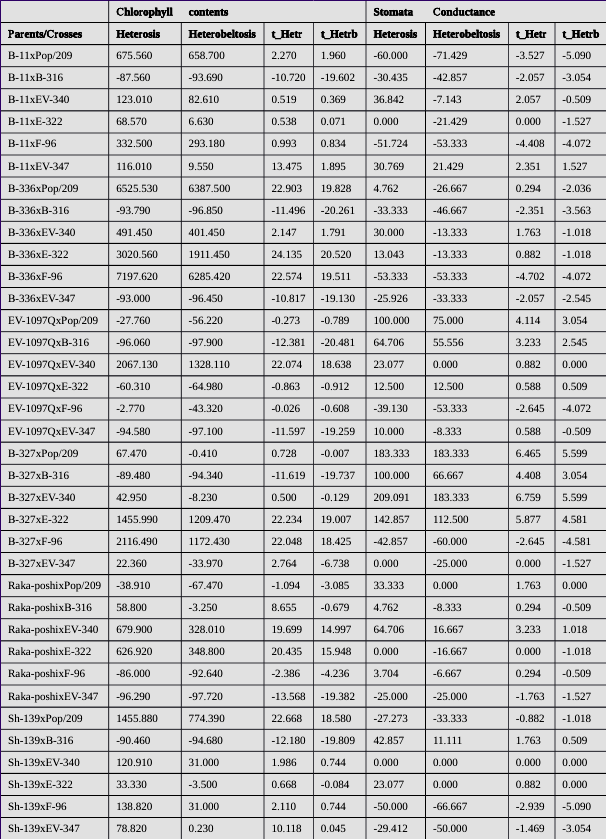 Chlorophyll contents Stomata Conductance
Parents/Crosses Heterosis Heterobeltosis t_Hetr t_Hetrb Heterosis Heterobeltosis t_Hetr t_Hetrb
B-11xPop/209 675.560 658.700 2.270 1.960 -60.000 -71.429 -3.527 -5.090
B-11xB-316 -87.560 -93.690 -10.720 -19.602 -30.435 -42.857 -2.057 -3.054
B-11xEV-340 123.010 82.610 0.519 0.369 36.842 -7.143 2.057 -0.509
B-11xE-322 68.570 6.630 0.538 0.071 0.000 -21.429 0.000 -1.527
B-11xF-96 332.500 293.180 0.993 0.834 -51.724 -53.333 -4.408 -4.072
B-11xEV-347 116.010 9.550 13.475 1.895 30.769 21.429 2.351 1.527
B-336xPop/209 6525.530 6387.500 22.903 19.828 4.762 -26.667 0.294 -2.036
B-336xB-316 -93.790 -96.850 -11.496 -20.261 -33.333 -46.667 -2.351 -3.563
B-336xEV-340 491.450 401.450 2.147 1.791 30.000 -13.333 1.763 -1.018
B-336xE-322 3020.560 1911.450 24.135 20.520 13.043 -13.333 0.882 -1.018
B-336xF-96 7197.620 6285.420 22.574 19.511 -53.333 -53.333 -4.702 -4.072
B-336xEV-347 -93.000 -96.450 -10.817 -19.130 -25.926 -33.333 -2.057 -2.545
EV-1097QxPop/209 -27.760 -56.220 -0.273 -0.789 100.000 75.000 4.114 3.054
EV-1097QxB-316 -96.060 -97.900 -12.381 -20.481 64.706 55.556 3.233 2.545
EV-1097QxEV-340 2067.130 1328.110 22.074 18.638 23.077 0.000 0.882 0.000
EV-1097QxE-322 -60.310 -64.980 -0.863 -0.912 12.500 12.500 0.588 0.509
EV-1097QxF-96 -2.770 -43.320 -0.026 -0.608 -39.130 -53.333 -2.645 -4.072
EV-1097QxEV-347 -94.580 -97.100 -11.597 -19.259 10.000 -8.333 0.588 -0.509
B-327xPop/209 67.470 -0.410 0.728 -0.007 183.333 183.333 6.465 5.599
B-327xB-316 -89.480 -94.340 -11.619 -19.737 100.000 66.667 4.408 3.054
B-327xEV-340 42.950 -8.230 0.500 -0.129 209.091 183.333 6.759 5.599
B-327xE-322 1455.990 1209.470 22.234 19.007 142.857 112.500 5.877 4.581
B-327xF-96 2116.490 1172.430 22.048 18.425 -42.857 -60.000 -2.645 -4.581
B-327xEV-347 22.360 -33.970 2.764 -6.738 0.000 -25.000 0.000 -1.527
Raka-poshixPop/209 -38.910 -67.470 -1.094 -3.085 33.333 0.000 1.763 0.000
Raka-poshixB-316 58.800 -3.250 8.655 -0.679 4.762 -8.333 0.294 -0.509
Raka-poshixEV-340 679.900 328.010 19.699 14.997 64.706 16.667 3.233 1.018
Raka-poshixE-322 626.920 348.800 20.435 15.948 0.000 -16.667 0.000 -1.018
Raka-poshixF-96 -86.000 -92.640 -2.386 -4.236 3.704 -6.667 0.294 -0.509
Raka-poshixEV-347 -96.290 -97.720 -13.568 -19.382 -25.000 -25.000 -1.763 -1.527
Sh-139xPop/209 1455.880 774.390 22.668 18.580 -27.273 -33.333 -0.882 -1.018
Sh-139xB-316 -90.460 -94.680 -12.180 -19.809 42.857 11.111 1.763 0.509
Sh-139xEV-340 120.910 31.000 1.986 0.744 0.000 0.000 0.000 0.000
Sh-139xE-322 33.330 -3.500 0.668 -0.084 23.077 0.000 0.882 0.000
Sh-139xF-96 138.820 31.000 2.110 0.744 -50.000 -66.667 -2.939 -5.090
Sh-139xEV-347 78.820 0.230 10.118 0.045 -29.412 -50.000 -1.469 -3.054